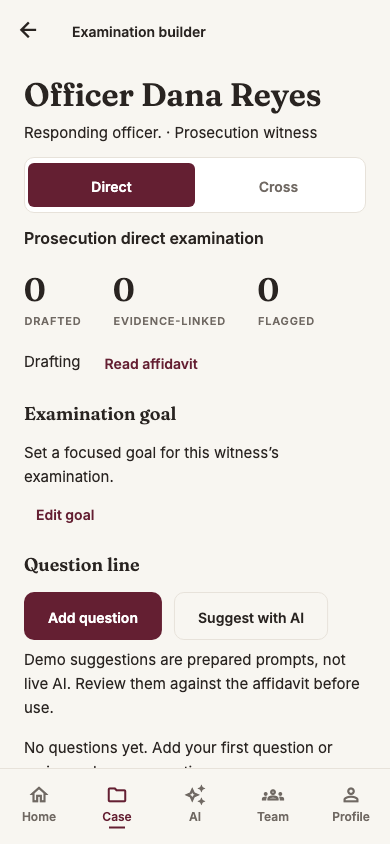 Examination builder
Officer Dana Reyes
Responding officer. · Prosecution witness
Direct
Cross
Prosecution direct examination
0 0 0
DRAFTED EVIDENCE-LINKED FLAGGED
Drafting Read affidavit
Examination goal
Set a focused goal for this witness’s
examination.
Edit goal
Question line
Add question Suggest with AI
Demo suggestions are prepared prompts, not
live AI. Review them against the affidavit before
use.
No questions yet. Add your first question or
Home Case AI Team Profile